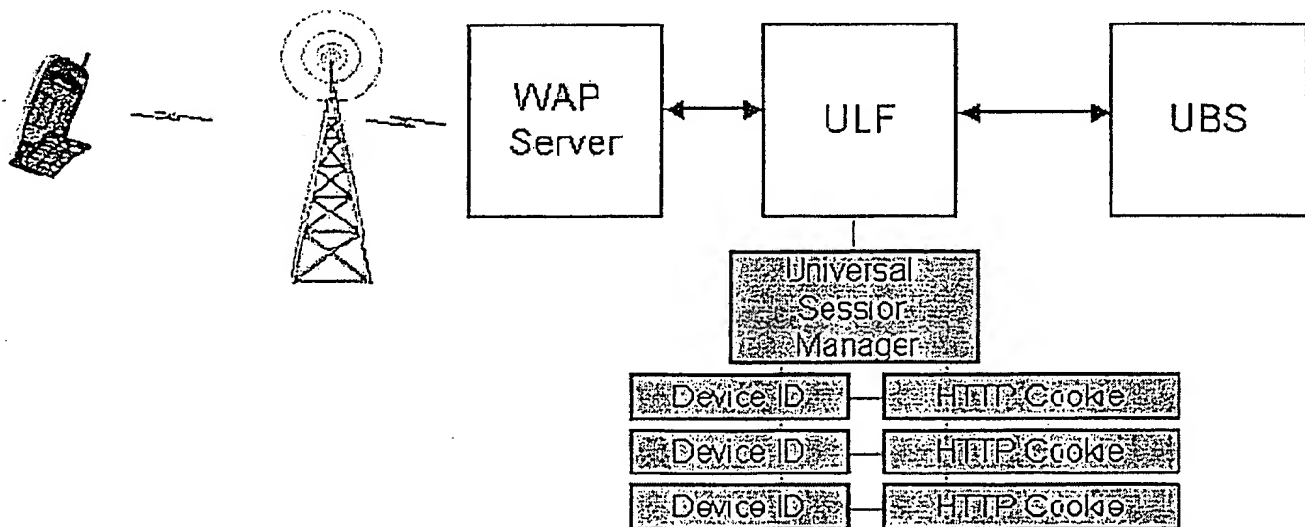 WAP
Server
ULF
UBS
Universal
Session
Manager
Device ID HTTP Cookie
Device ID HTTP Cookie
Device ID HTTP Cookie